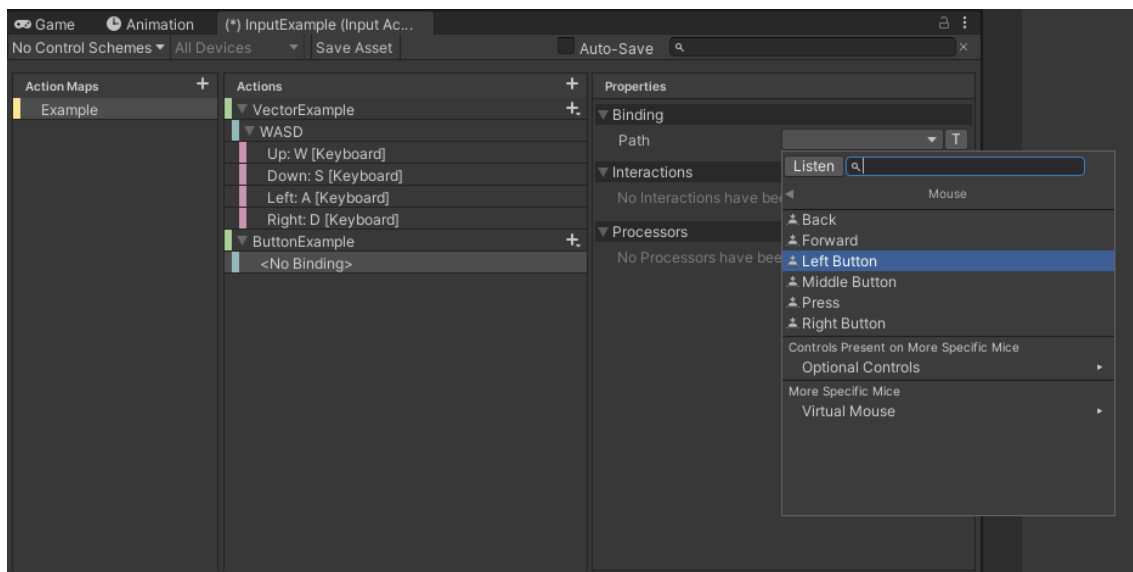 Game Animation (*) InputExample (Input Ac...
No Control Schemes All Devices Save Asset Auto-Save
Action Maps
Example
Actions
VectorExample
WASD
Up: W [Keyboard]
Down: S [Keyboard]
Left: A [Keyboard]
Right: D [Keyboard]
ButtonExample
<No Binding>
Properties
Binding
Path T
Interactions
No Interactions have
Processors
No Processors have
Listen
Mouse
Back
Forward
Left Button
Middle Button
Press
Right Button
Controls Present on More Specific Mice
Optional Controls
More Specific Mice
Virtual Mouse